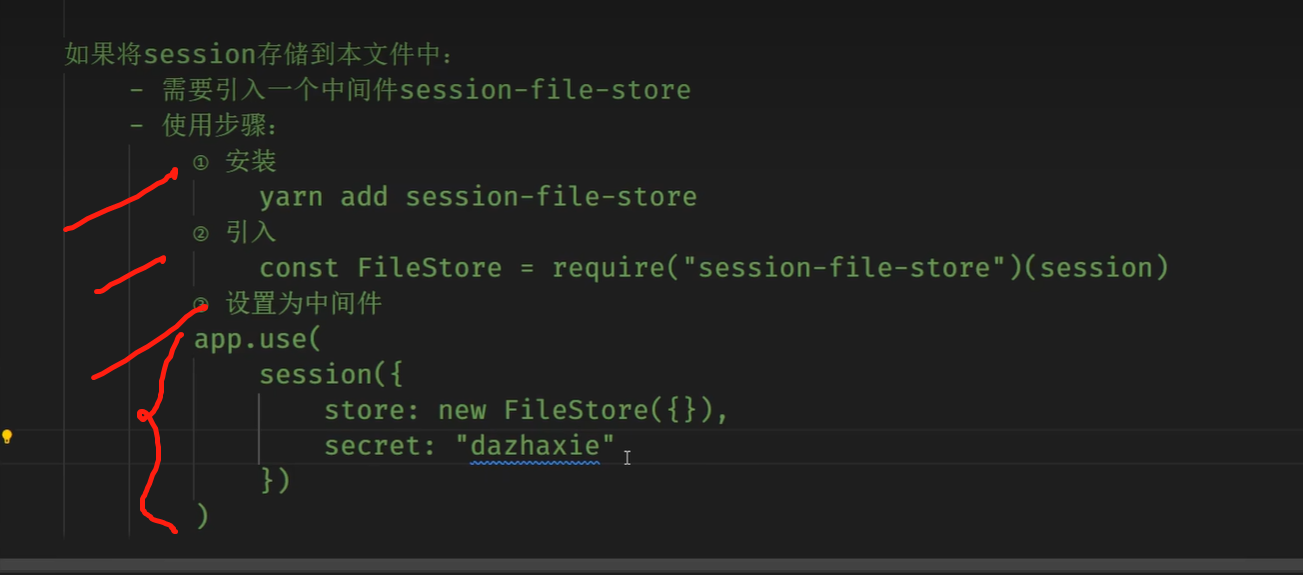 如果将session存储到本文件中:
- 需要引入一个中间件session-file-store
- 使用步骤:
① 安装
yarn add session-file-store
② 引入
const FileStore = require("session-file-store")(session)
③ 设置为中间件
app.use(
session({
store: new FileStore({}),
secret: "dazhaxie"
})
)